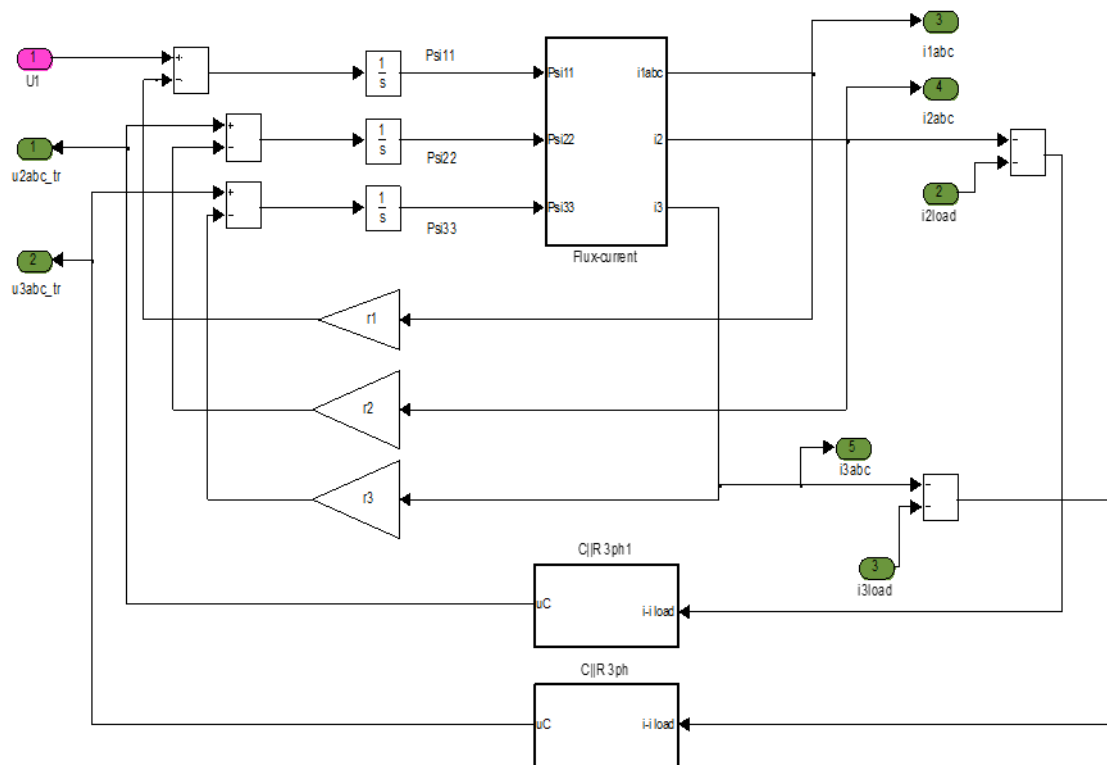 1
U1
+
-
1
s
Psi11
Psi11
i1abc
3
i1abc
4
i2abc
1
u2abc_tr
+
-
1
s
Psi22
Psi22
i2
-
-
2
i2load
+
-
1
s
Psi33
Psi33
i3
Flux-current
2
u3abc_tr
r1
r2
r3
5
i3abc
-
-
3
i3load
C||R 3ph1
uC
i-i load
C||R 3ph
uC
i-i load